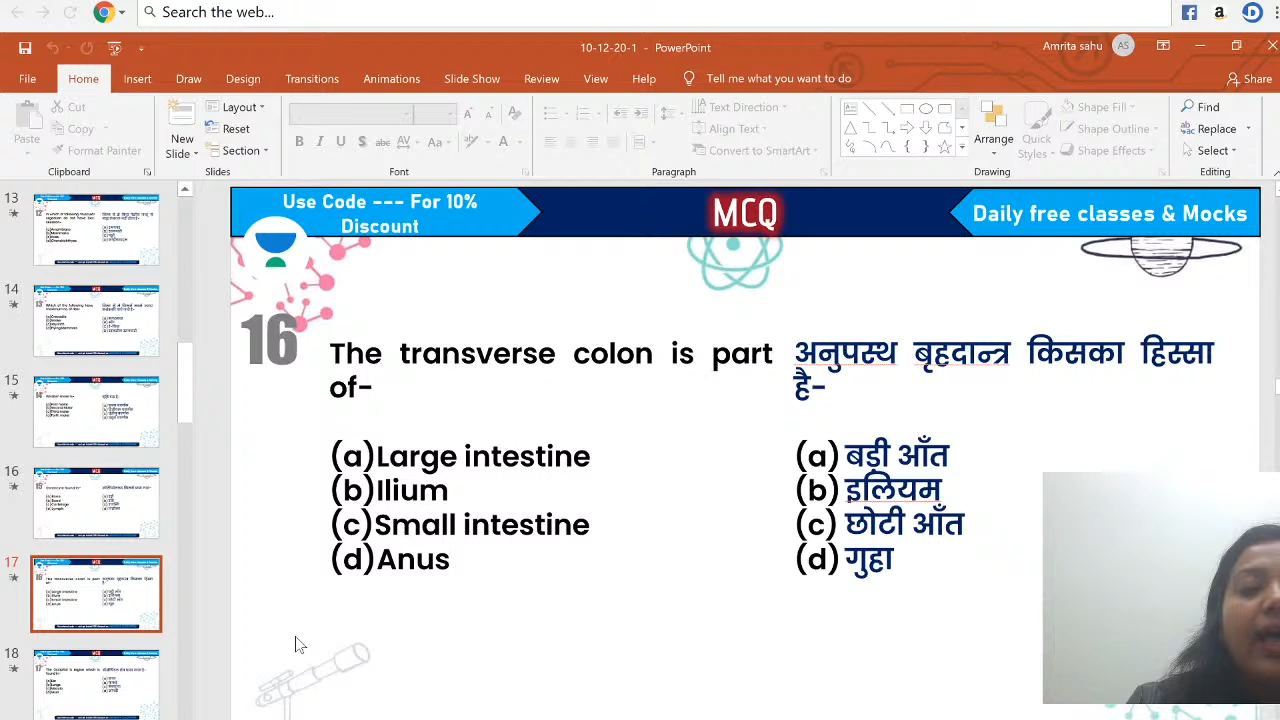 Search the web...
10-12-20-1 - PowerPoint
Amrita sahu AS
File Home Insert Draw Design Transitions Animations Slide Show Review View Help Tell me what you want to do Share
Paste Cut Copy Format Painter
Clipboard
New Slide Layout Reset Section
Slides
B I U S abc AV Aa A
Font
Text Direction Align Text Convert to SmartArt
Paragraph
Arrange Quick Styles Shape Fill Shape Outline Shape Effects
Drawing
Find Replace Select
Editing
13
14
15
16
17
18
Use Code --- For 10%
Discount
MCQ
Daily free classes & Mocks
16
The transverse colon is part
of-
(a)Large intestine
(b)Ilium
(c)Small intestine
(d)Anus
अनुपस्थ बृहदान्त्र किसका हिस्सा
है-
(a) बड़ी आँत
(b) इलियम
(c) छोटी आँत
(d) गुहा